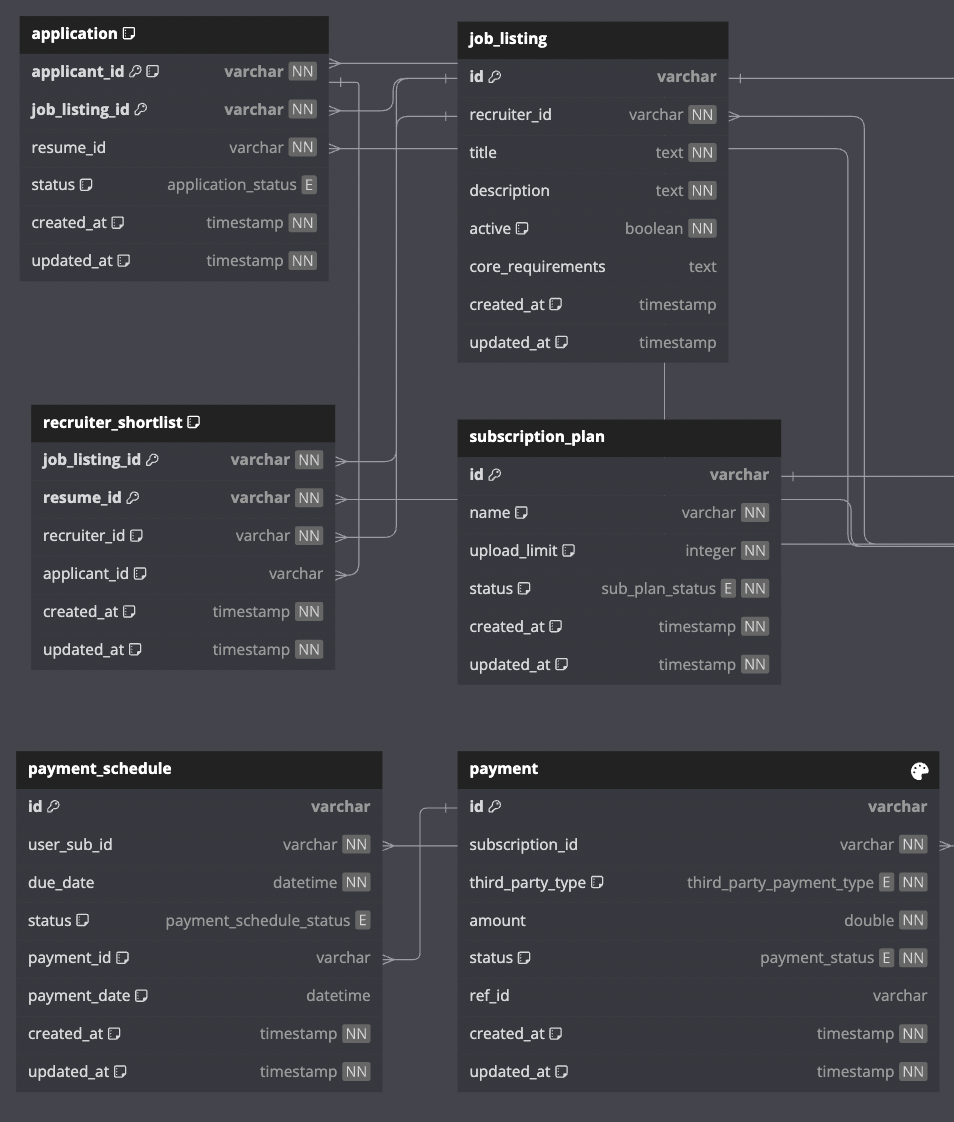 application
applicant_id varchar NN
job_listing_id varchar NN
resume_id varchar NN
status application_status E
created_at timestamp NN
updated_at timestamp NN
job_listing
id varchar
recruiter_id varchar NN
title text NN
description text NN
active boolean NN
core_requirements text
created_at timestamp
updated_at timestamp
recruiter_shortlist
job_listing_id varchar NN
resume_id varchar NN
recruiter_id varchar NN
applicant_id varchar
created_at timestamp NN
updated_at timestamp NN
subscription_plan
id varchar
name varchar NN
upload_limit integer NN
status sub_plan_status E NN
created_at timestamp NN
updated_at timestamp NN
payment_schedule
id varchar
user_sub_id varchar NN
due_date datetime NN
status payment_schedule_status E
payment_id varchar
payment_date datetime
created_at timestamp NN
updated_at timestamp NN
payment
id varchar
subscription_id varchar NN
third_party_type third_party_payment_type E NN
amount double NN
status payment_status E NN
ref_id varchar
created_at timestamp NN
updated_at timestamp NN